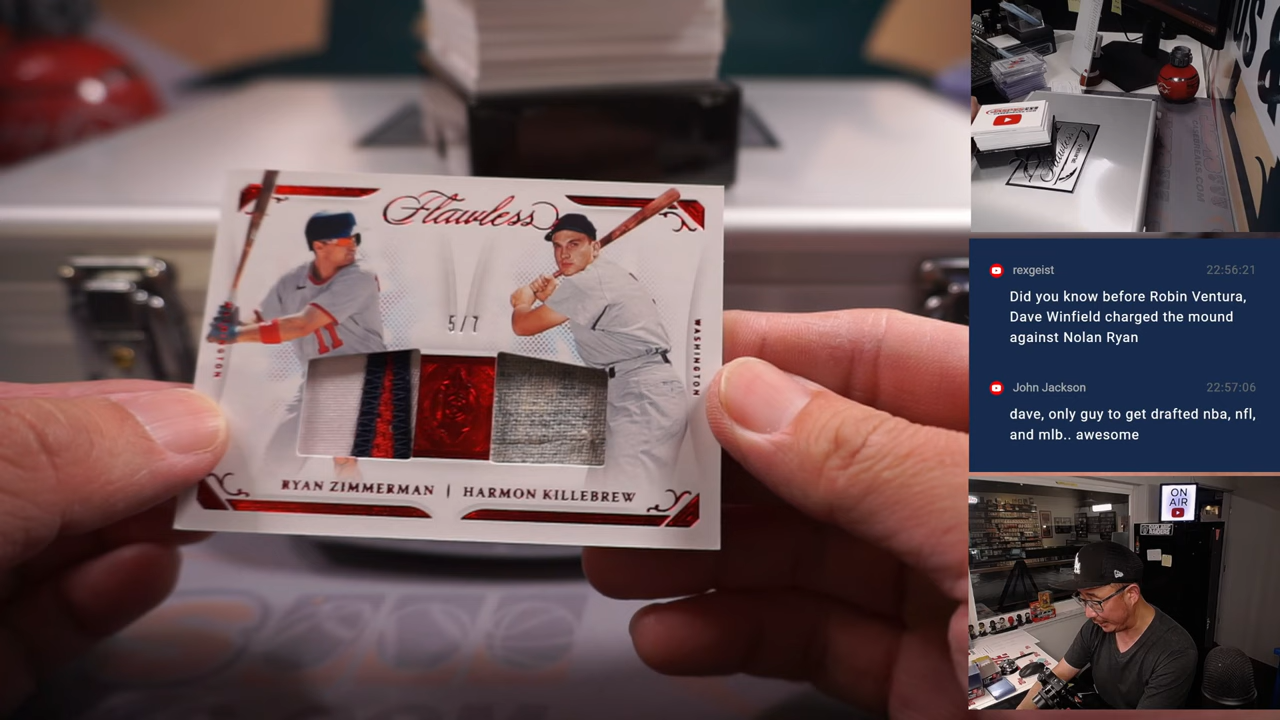 Flawless
5/7
11
WASHINGTON
RYAN ZIMMERMAN | HARMON KILLEBREW
Flawless
rexgeist 22:56:21
Did you know before Robin Ventura,
Dave Winfield charged the mound
against Nolan Ryan
John Jackson 22:57:06
dave, only guy to get drafted nba, nfl,
and mlb.. awesome
ON
AIR